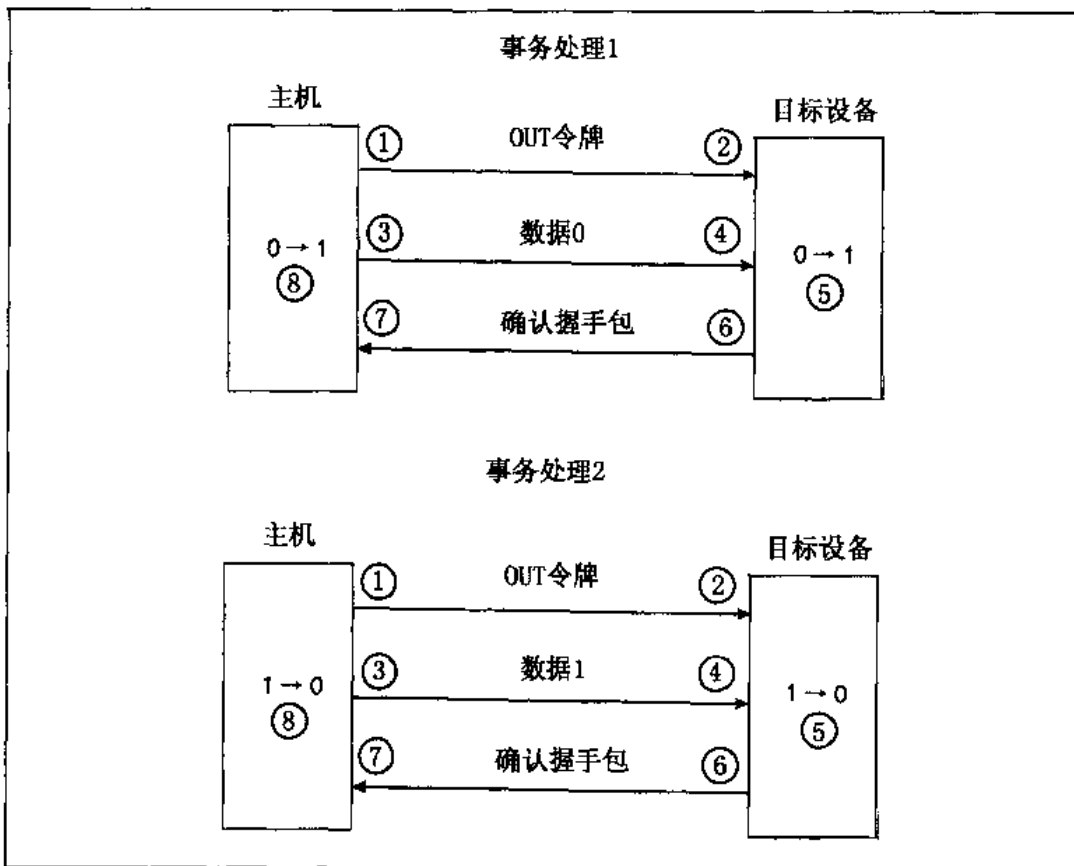 事务处理1
主机
目标设备
① OUT令牌 ②
③ 数据0 ④
0→1
⑧
0→1
⑤
⑦ 确认握手包 ⑥
事务处理2
主机
目标设备
① OUT令牌 ②
③ 数据1 ④
1→0
⑧
1→0
⑤
⑦ 确认握手包 ⑥